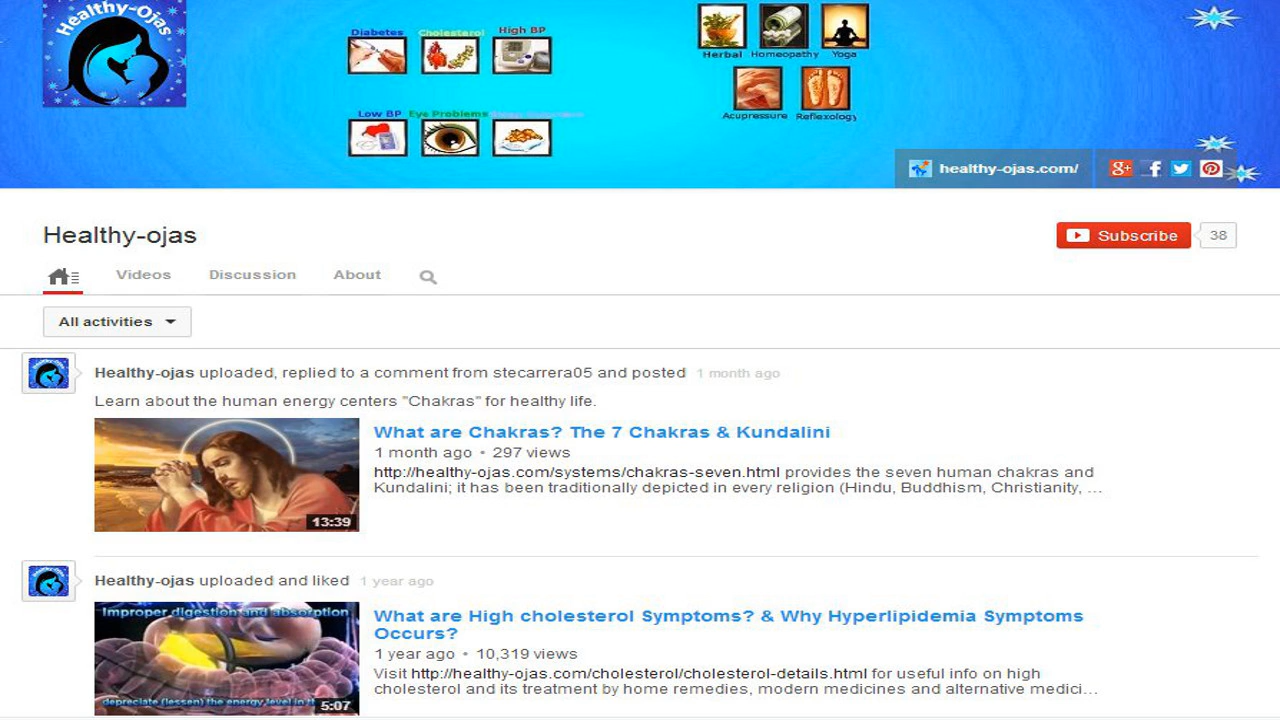 Healthy-Ojas
Diabetes Cholesterol High BP
Low BP Eye Problems
Herbal Homeopathy Yoga
Acupressure Reflexology
healthy-ojas.com/
g+ f
Healthy-ojas
Subscribe 38
Videos Discussion About
All activities
Healthy-ojas uploaded, replied to a comment from stecarrera05 and posted 1 month ago
Learn about the human energy centers "Chakras" for healthy life.
What are Chakras? The 7 Chakras & Kundalini
1 month ago • 297 views
http://healthy-ojas.com/systems/chakras-seven.html provides the seven human chakras and
Kundalini; it has been traditionally depicted in every religion (Hindu, Buddhism, Christianity, ...
13:39
Healthy-ojas uploaded and liked 1 year ago
Improper digestion and absorption
depreciate (lessen) the energy level in
5:07
What are High cholesterol Symptoms? & Why Hyperlipidemia Symptoms
Occurs?
1 year ago • 10,319 views
Visit http://healthy-ojas.com/cholesterol/cholesterol-details.html for useful info on high
cholesterol and its treatment by home remedies, modern medicines and alternative medici...